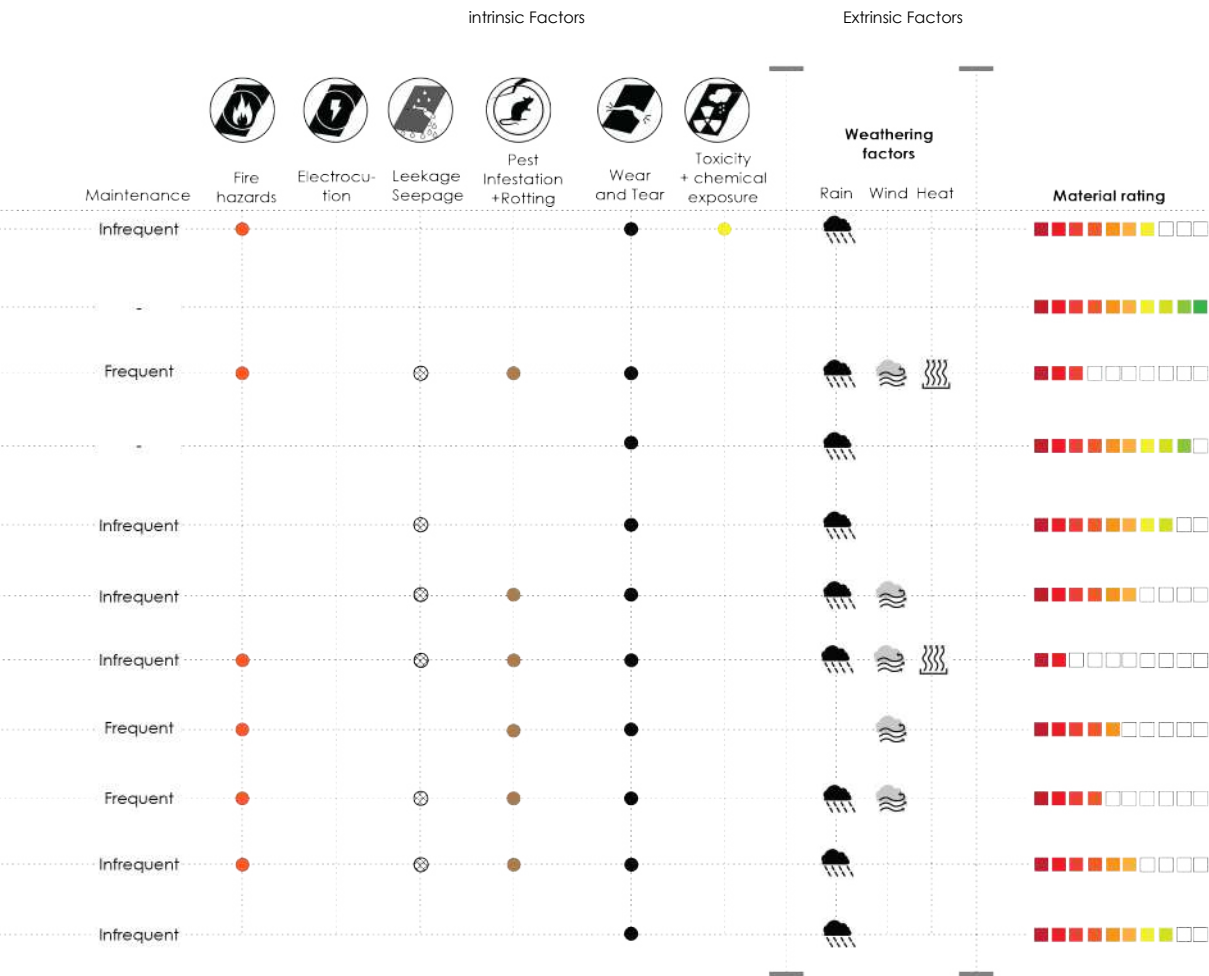 intrinsic Factors
Extrinsic Factors
Weathering
factors
Maintenance
Fire
hazards
Electrocu-
tion
Leekage
Seepage
Pest
Infestation
+Rotting
Wear
and Tear
Toxicity
+ chemical
exposure
Rain
Wind
Heat
Material rating
Infrequent
-
Frequent
-
Infrequent
Infrequent
Infrequent
Frequent
Frequent
Infrequent
Infrequent